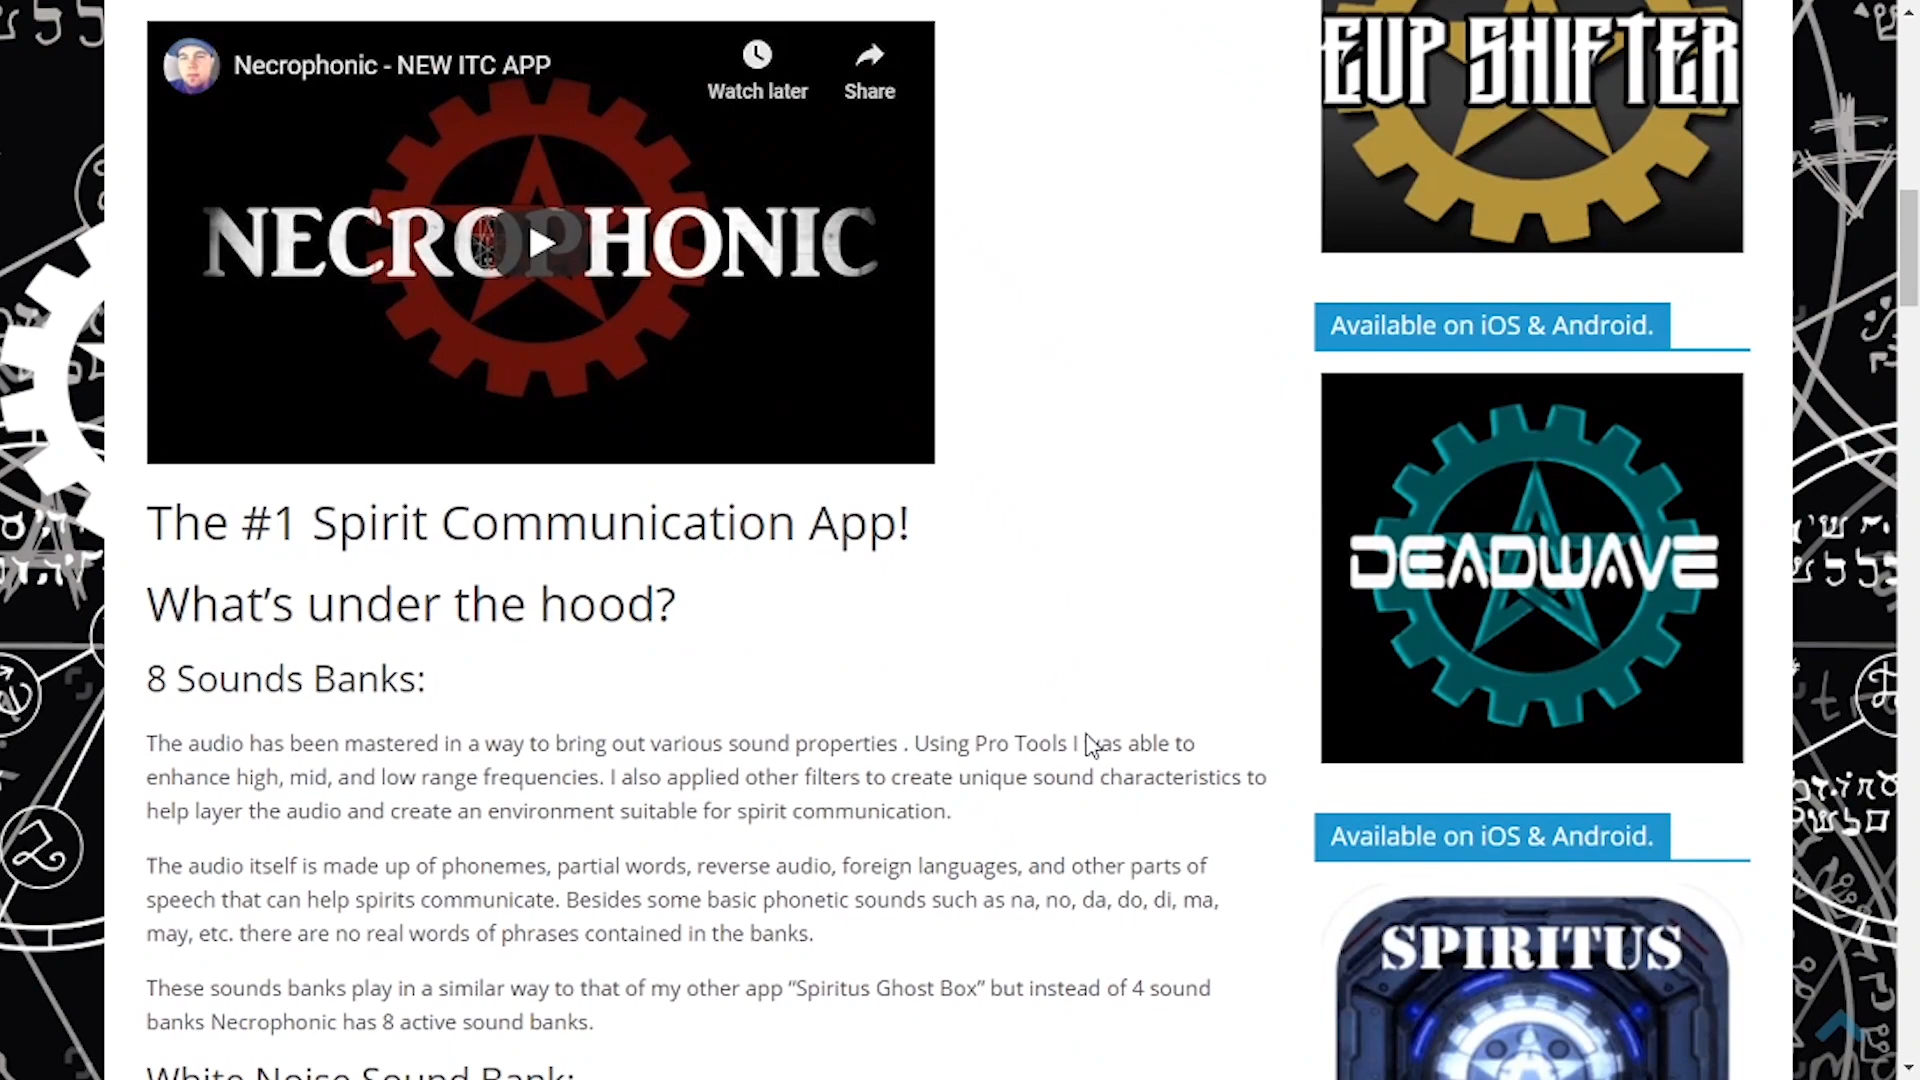 Necrophonic - NEW ITC APP
Watch later
Share
NECROPHONIC
The #1 Spirit Communication App!
What's under the hood?
8 Sounds Banks:
The audio has been mastered in a way to bring out various sound properties . Using Pro Tools I was able to
enhance high, mid, and low range frequencies. I also applied other filters to create unique sound characteristics to
help layer the audio and create an environment suitable for spirit communication.
The audio itself is made up of phonemes, partial words, reverse audio, foreign languages, and other parts of
speech that can help spirits communicate. Besides some basic phonetic sounds such as na, no, da, do, di, ma,
may, etc. there are no real words of phrases contained in the banks.
These sounds banks play in a similar way to that of my other app “Spiritus Ghost Box” but instead of 4 sound
banks Necrophonic has 8 active sound banks.
White Noise Sound Bank:
EVP SHIFTER
Available on iOS & Android.
DEADWAVE
Available on iOS & Android.
SPIRITUS